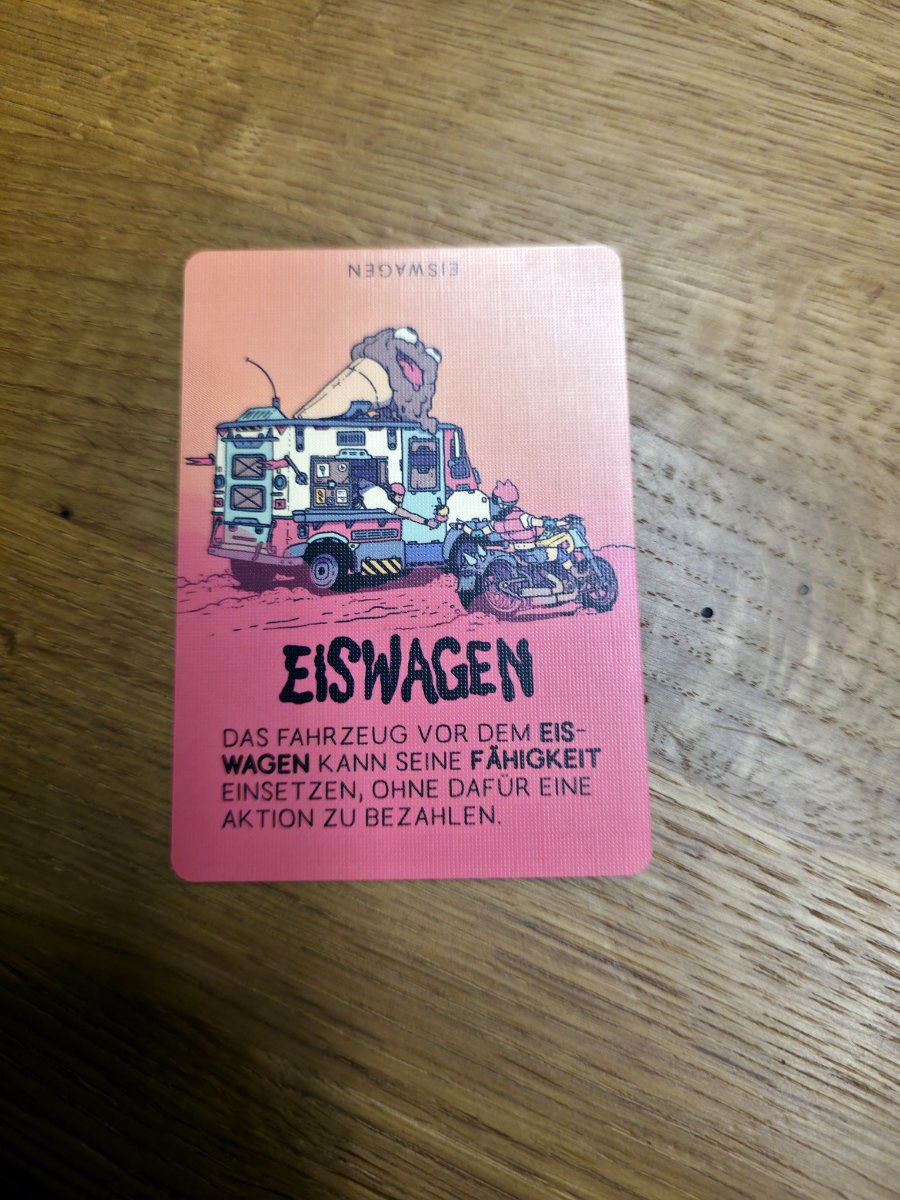 EISWAGEN
EISWAGEN
DAS FAHRZEUG VOR DEM EIS-
WAGEN KANN SEINE FÄHIGKEIT
EINSETZEN, OHNE DAFÜR EINE
AKTION ZU BEZAHLEN.